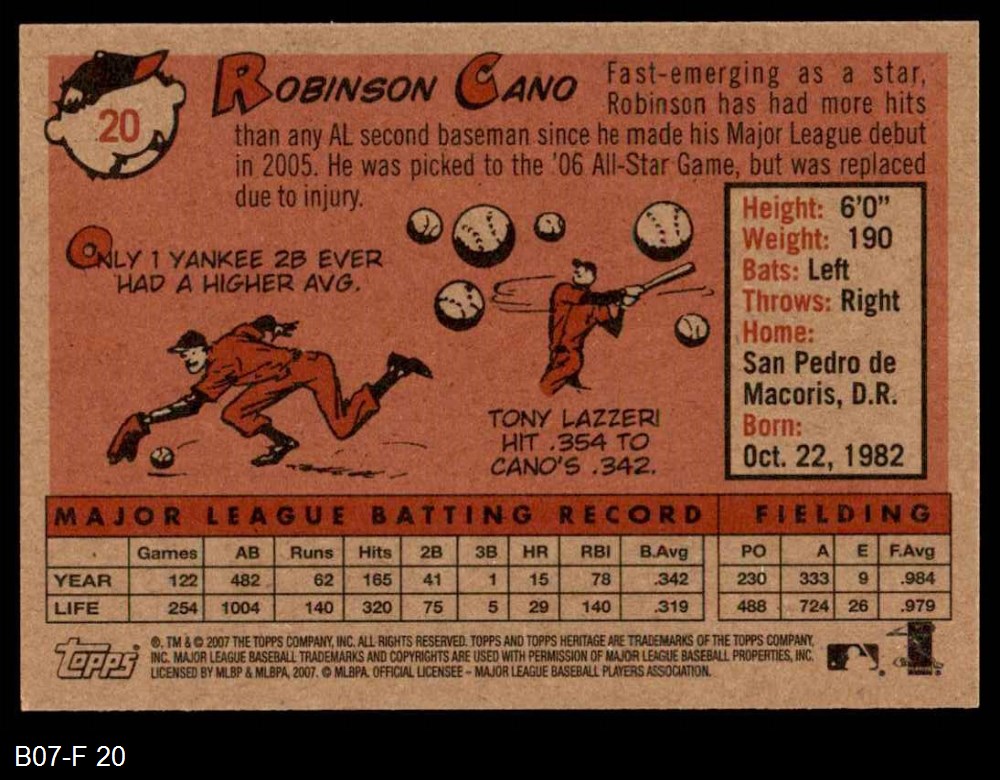 20
ROBINSON CANO
Fast-emerging as a star,
Robinson has had more hits
than any AL second baseman since he made his Major League debut
in 2005. He was picked to the '06 All-Star Game, but was replaced
due to injury.
ONLY 1 YANKEE 2B EVER
HAD A HIGHER AVG.
TONY LAZZERI
HIT .354 TO
CANO'S .342.
Height: 6'0"
Weight: 190
Bats: Left
Throws: Right
Home:
San Pedro de
Macoris, D.R.
Born:
Oct. 22, 1982
MAJOR LEAGUE BATTING RECORD FIELDING
Games AB Runs Hits 2B 3B HR RBI B.Avg PO A E F.Avg
YEAR 122 482 62 165 41 1 15 78 .342 230 333 9 .984
LIFE 254 1004 140 320 75 5 29 140 .319 488 724 26 .979
topps
®, TM & © 2007 THE TOPPS COMPANY, INC. ALL RIGHTS RESERVED. TOPPS AND TOPPS HERITAGE ARE TRADEMARKS OF THE TOPPS COMPANY,
INC. MAJOR LEAGUE BASEBALL TRADEMARKS AND COPYRIGHTS ARE USED WITH PERMISSION OF MAJOR LEAGUE BASEBALL PROPERTIES, INC.
LICENSED BY MLBP & MLBPA, 2007. © MLBPA. OFFICIAL LICENSEE – MAJOR LEAGUE BASEBALL PLAYERS ASSOCIATION.
B07-F 20